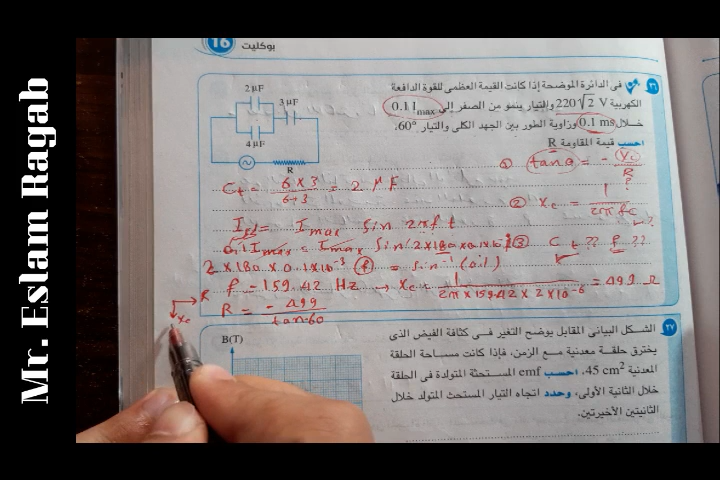 Mr. Eslam Ragab
16 بوكليت
٢٦ في الدائرة الموضحة إذا كانت القيمة العظمى للقوة الدافعة
الكهربية 220√2 V والتيار ينمو من الصفر إلى 0.1 Imax
خلال 0.1 ms وزاوية الطور بين الجهد الكلى والتيار 60°،
احسب قيمة المقاومة R
2 μF
3 μF
4 μF
R
① tanθ = - Xc / R
Ct = 6 × 3 / 6+3 = 2 μF
② Xc = 1 / 2πfc
= Imax Sin 2πf t
0.1 Imax = Imax Sin (2×180×0.1×10
③ C t ?? f ??
2 × 180 × 0.1×10⁻³ f = Sin⁻¹ (0.1)
f = 159.42 Hz → Xc = 1 / 2π × 159.42 × 2 × 10⁻⁶ = 499 Ω
R = - 499 / tan-60
R
Xc
٢٧ الشكل البياني المقابل يوضح التغير في كثافة الفيض الذى
يخترق حلقة معدنية مع الزمن، فإذا كانت مساحة الحلقة
المعدنية 45 cm²، احسب emf المستحثة المتولدة في الحلقة
خلال الثانية الأولى، وحدد اتجاه التيار المستحث المتولد خلال
الثانيتين الأخيرتين.
B(T)